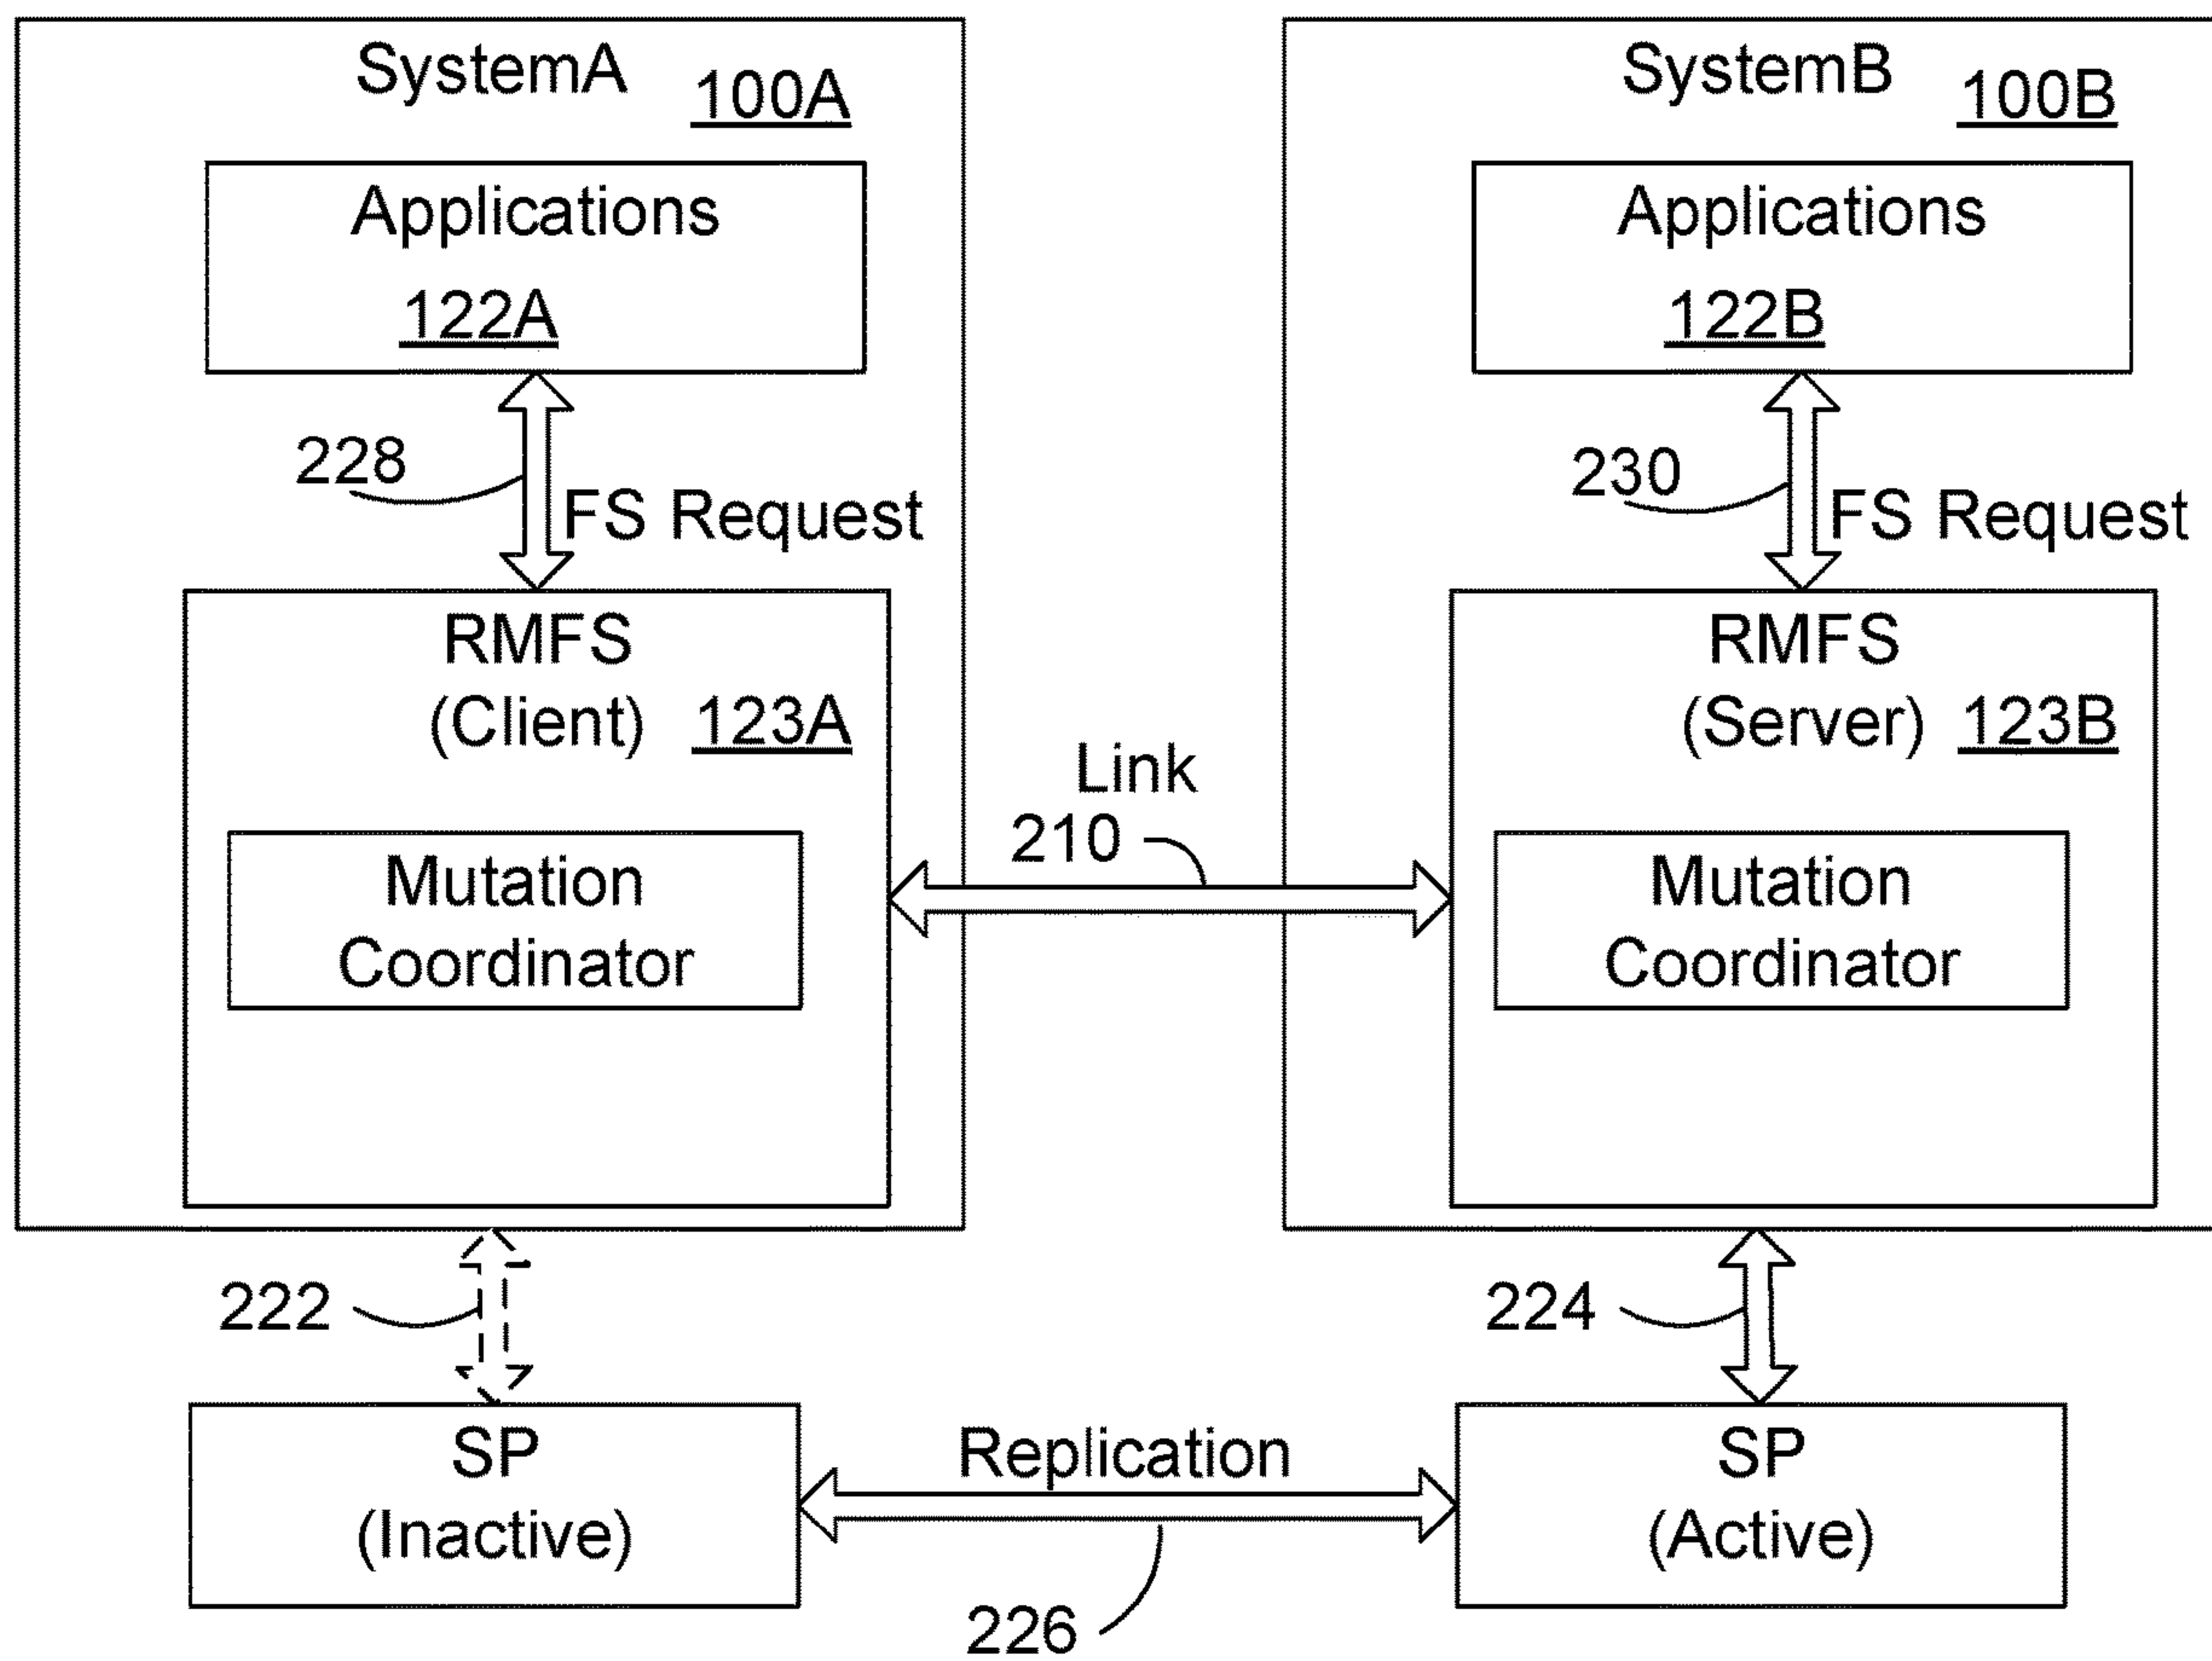 SystemA
100A
Applications
122A
228
FS Request
RMFS
(Client)
123A
Mutation
Coordinator
222
SP
(Inactive)
Link
210
Replication
226
SystemB
100B
Applications
122B
230
FS Request
RMFS
(Server)
123B
Mutation
Coordinator
224
SP
(Active)